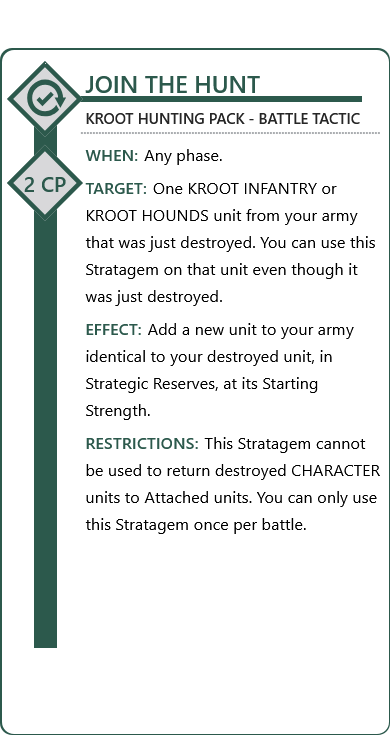 JOIN THE HUNT
KROOT HUNTING PACK - BATTLE TACTIC
WHEN: Any phase.
2 CP
TARGET: One KROOT INFANTRY or
KROOT HOUNDS unit from your army
that was just destroyed. You can use this
Stratagem on that unit even though it
was just destroyed.
EFFECT: Add a new unit to your army
identical to your destroyed unit, in
Strategic Reserves, at its Starting
Strength.
RESTRICTIONS: This Stratagem cannot
be used to return destroyed CHARACTER
units to Attached units. You can only use
this Stratagem once per battle.